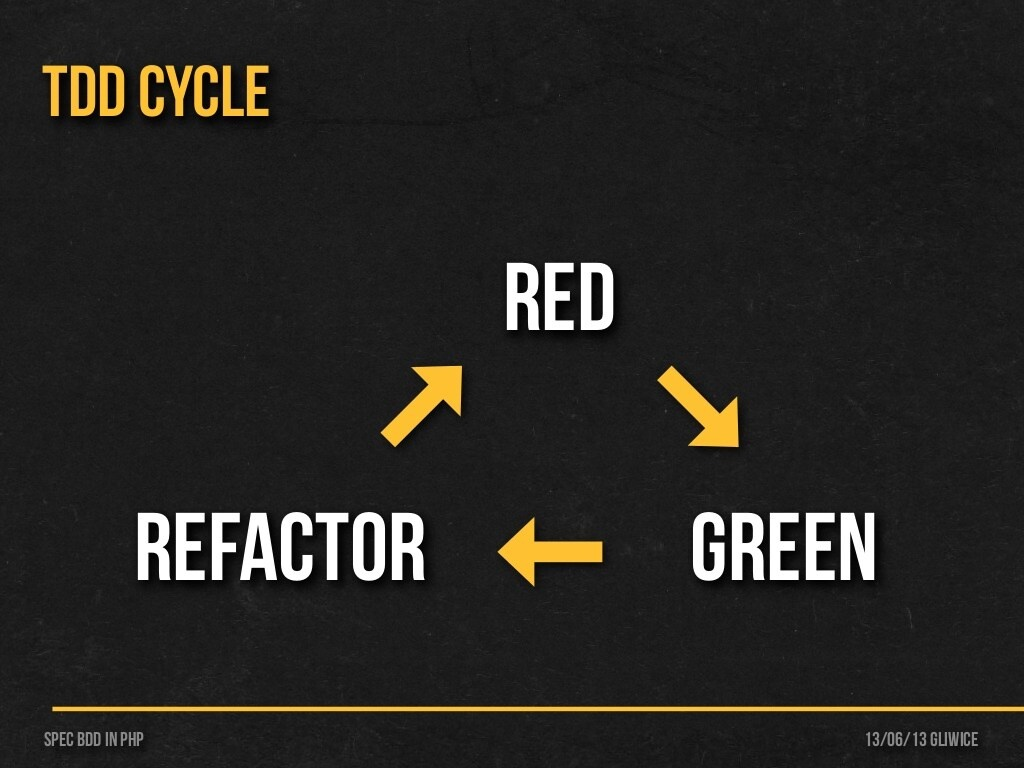 TDD CYCLE
RED
REFACTOR
GREEN
SPEC BDD IN PHP
13/06/13 GLIWICE